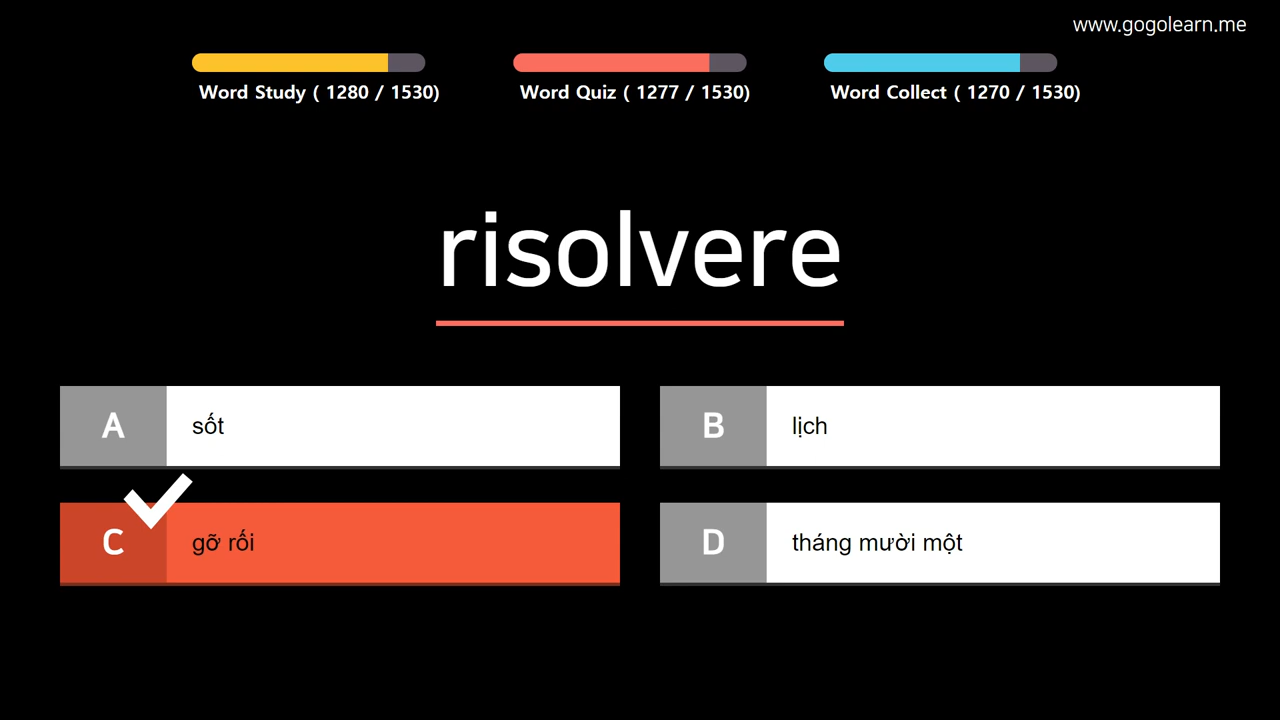 www.gogolearn.me
Word Study ( 1280 / 1530)
Word Quiz ( 1277 / 1530)
Word Collect ( 1270 / 1530)
risolvere
A
sốt
B
lịch
C
gỡ rối
D
tháng mười một